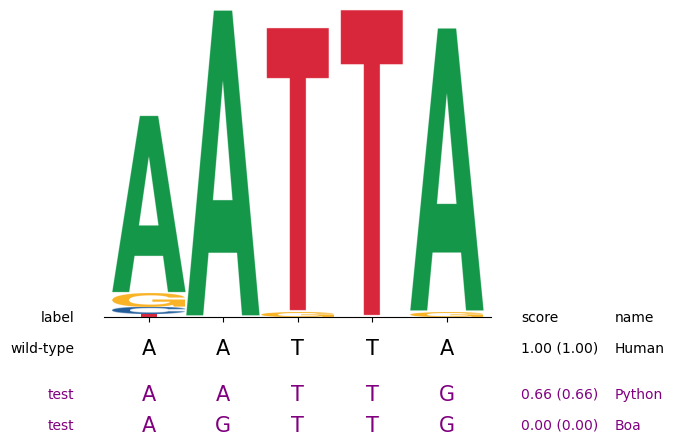 A A T T A
G C G G
C T
label score name
wild-type A A T T A 1.00 (1.00) Human
test A A T T G 0.66 (0.66) Python
test A G T T G 0.00 (0.00) Boa